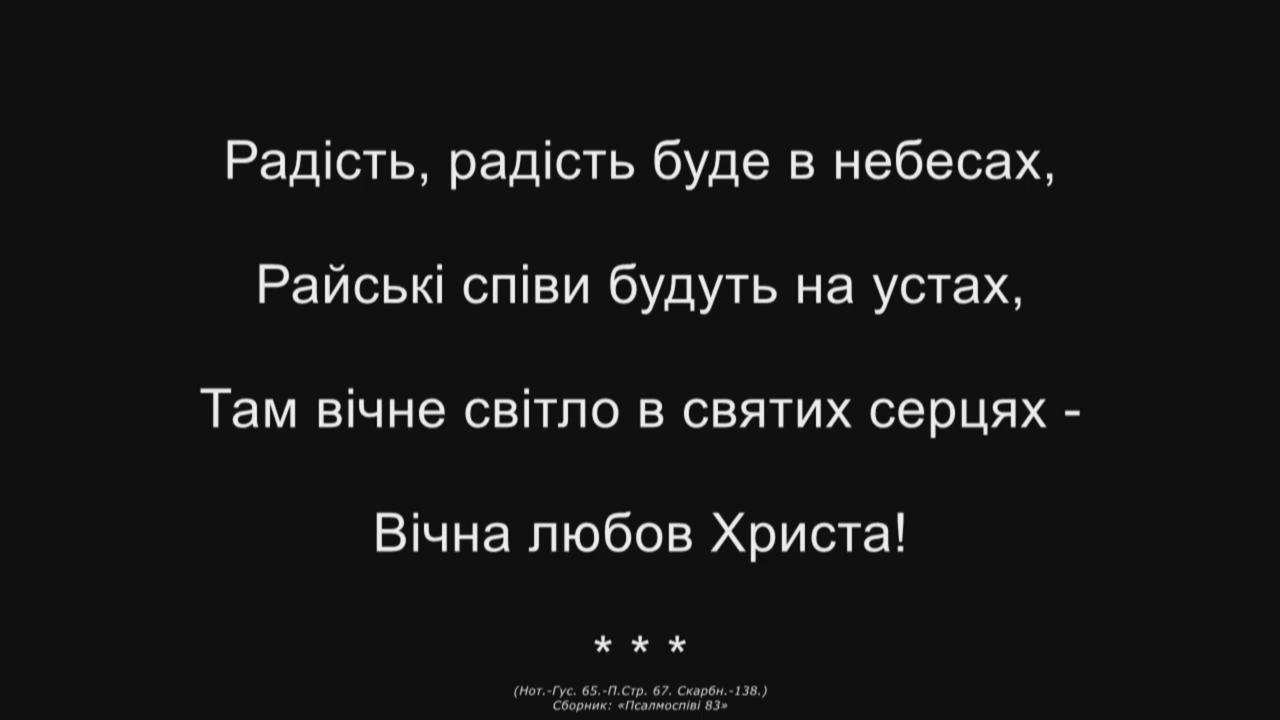 Радість, радість буде в небесах,
Райські співи будуть на устах,
Там вічне світло в святих серцях -
Вічна любов Христа!
* * *
(Нот.-Гус. 65.-П.Стр. 67. Скарбн.-138.)
Сборник: «Псалмоспіві 83»